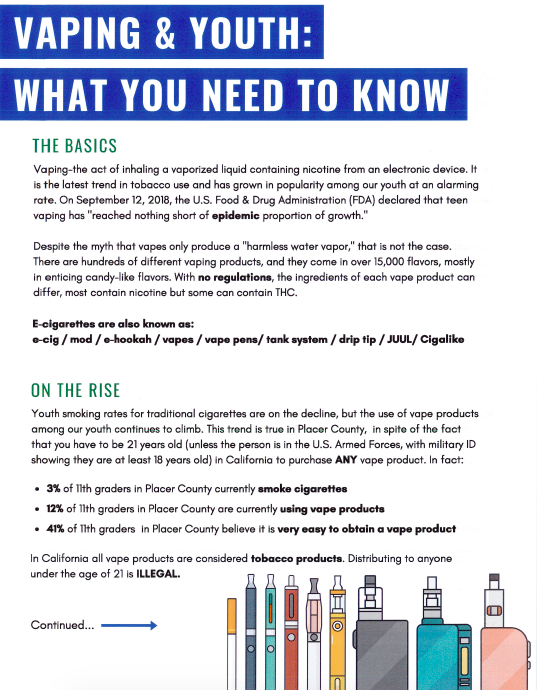 VAPING & YOUTH:
WHAT YOU NEED TO KNOW
THE BASICS
Vaping-the act of inhaling a vaporized liquid containing nicotine from an electronic device. It
is the latest trend in tobacco use and has grown in popularity among our youth at an alarming
rate. On September 12, 2018, the U.S. Food & Drug Administration (FDA) declared that teen
vaping has "reached nothing short of epidemic proportion of growth."
Despite the myth that vapes only produce a "harmless water vapor," that is not the case.
There are hundreds of different vaping products, and they come in over 15,000 flavors, mostly
in enticing candy-like flavors. With no regulations, the ingredients of each vape product can
differ, most contain nicotine but some can contain THC.
E-cigarettes are also known as:
e-cig / mod / e-hookah / vapes / vape pens/ tank system / drip tip / JUUL/ Cigalike
ON THE RISE
Youth smoking rates for traditional cigarettes are on the decline, but the use of vape products
among our youth continues to climb. This trend is true in Placer County, in spite of the fact
that you have to be 21 years old (unless the person is in the U.S. Armed Forces, with military ID
showing they are at least 18 years old) in California to purchase ANY vape product. In fact:
• 3% of 11th graders in Placer County currently smoke cigarettes
• 12% of 11th graders in Placer County are currently using vape products
• 41% of 11th graders in Placer County believe it is very easy to obtain a vape product
In California all vape products are considered tobacco products. Distributing to anyone
under the age of 21 is ILLEGAL.
Continued...